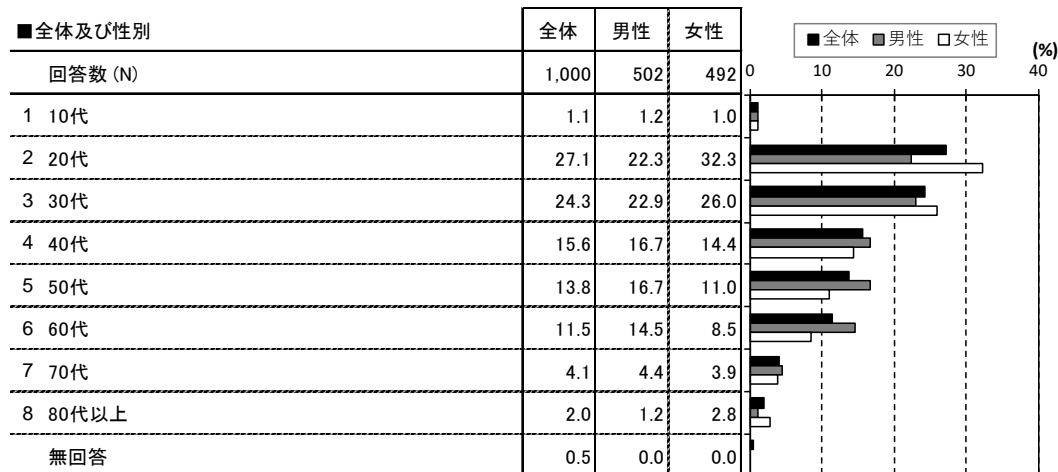 ■全体及び性別 全体 男性 女性
■全体 ■男性 □女性
(%)
回答数 (N) 1,000 502 492
0 10 20 30 40
1 10代 1.1 1.2 1.0
2 20代 27.1 22.3 32.3
3 30代 24.3 22.9 26.0
4 40代 15.6 16.7 14.4
5 50代 13.8 16.7 11.0
6 60代 11.5 14.5 8.5
7 70代 4.1 4.4 3.9
8 80代以上 2.0 1.2 2.8
無回答 0.5 0.0 0.0